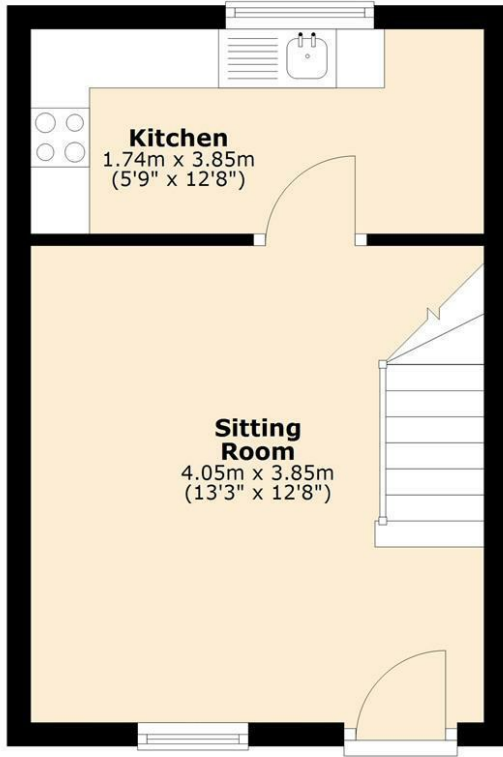 Kitchen
1.74m x 3.85m
(5'9" x 12'8")
Sitting
Room
4.05m x 3.85m
(13'3" x 12'8")